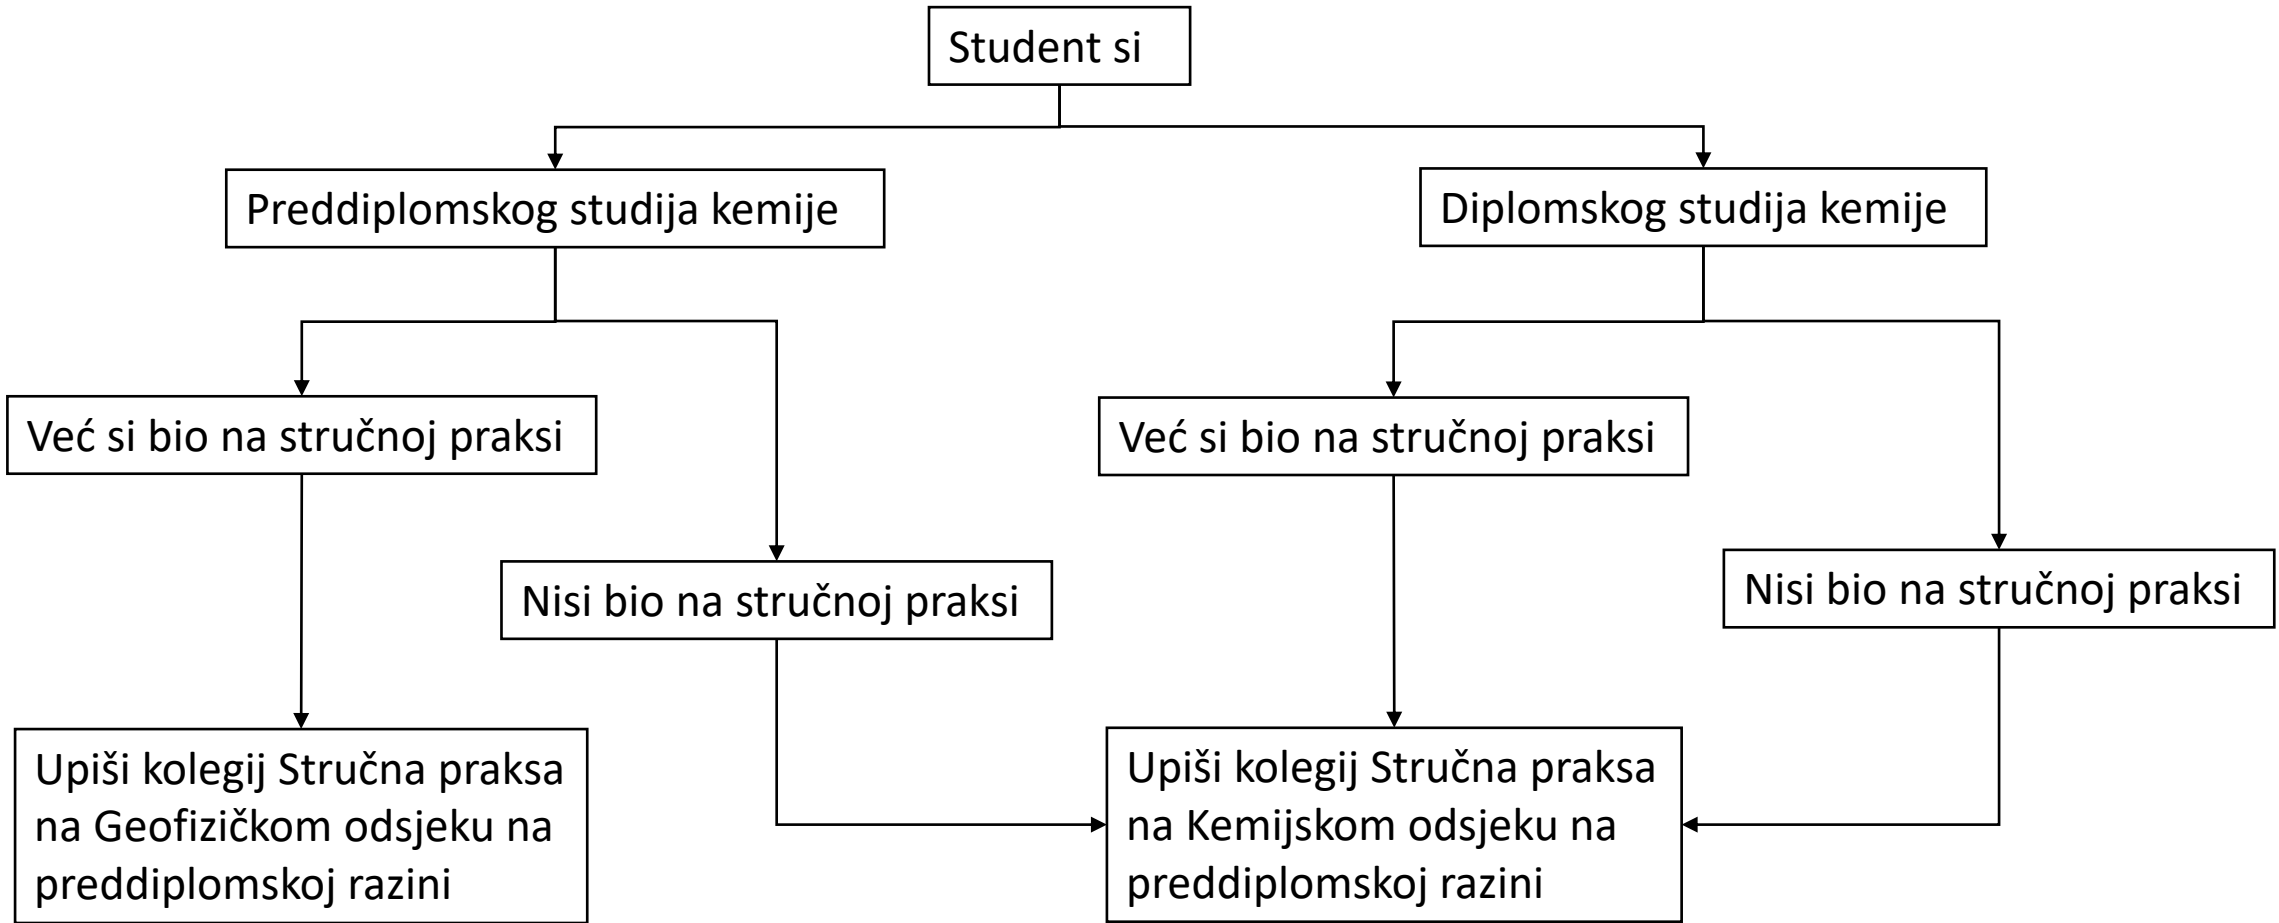 Student si
Preddiplomskog studija kemije
Diplomskog studija kemije
Već si bio na stručnoj praksi
Već si bio na stručnoj praksi
Nisi bio na stručnoj praksi
Nisi bio na stručnoj praksi
Upiši kolegij Stručna praksa
na Geofizičkom odsjeku na
preddiplomskoj razini
Upiši kolegij Stručna praksa
na Kemijskom odsjeku na
preddiplomskoj razini